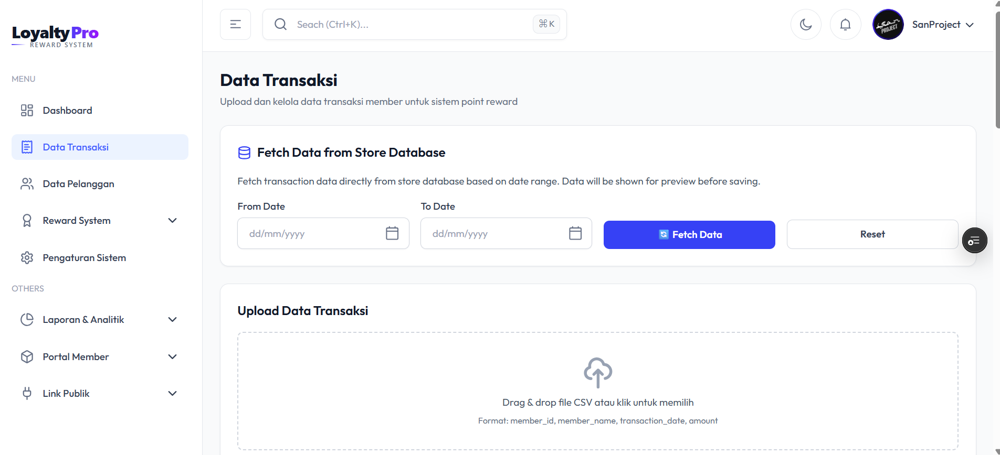 LoyaltyPro
REWARD SYSTEM
MENU
Dashboard
Data Transaksi
Data Pelanggan
Reward System
Pengaturan Sistem
OTHERS
Laporan & Analitik
Portal Member
Link Publik
Seach (Ctrl+K)...
⌘ K
SanProject
Data Transaksi
Upload dan kelola data transaksi member untuk sistem point reward
Fetch Data from Store Database
Fetch transaction data directly from store database based on date range. Data will be shown for preview before saving.
From Date
To Date
dd/mm/yyyy
dd/mm/yyyy
Fetch Data
Reset
Upload Data Transaksi
Drag & drop file CSV atau klik untuk memilih
Format: member_id, member_name, transaction_date, amount